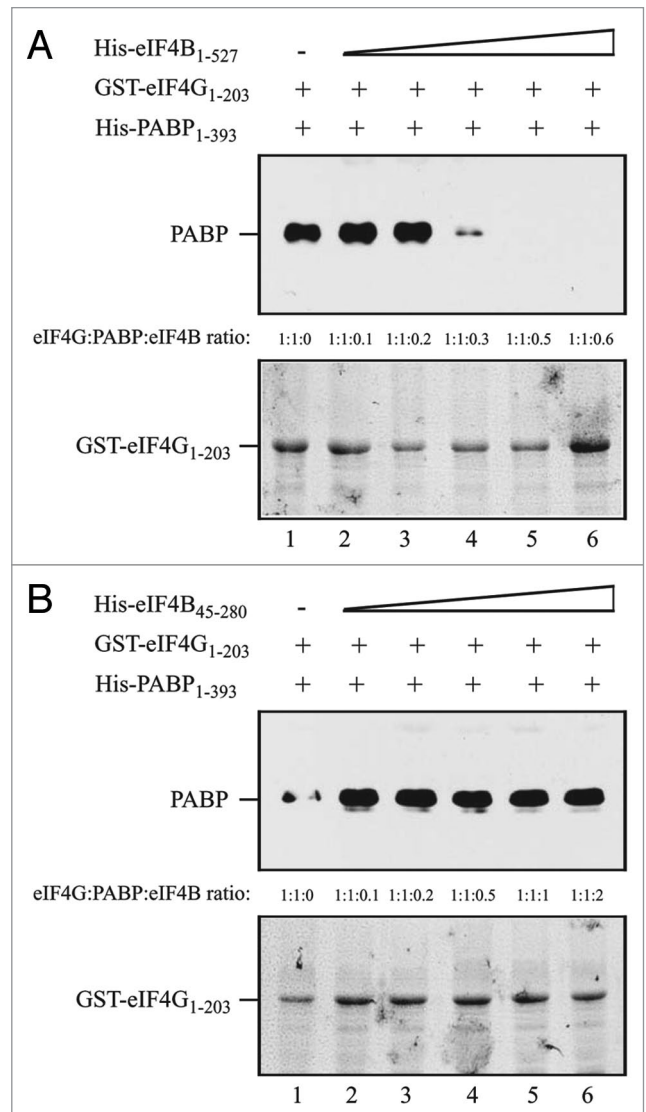 A
His-eIF4B1-527 -
GST-eIF4G1-203 + + + + + +
His-PABP1-393 + + + + + +
PABP
eIF4G:PABP:eIF4B ratio: 1:1:0 1:1:0.1 1:1:0.2 1:1:0.3 1:1:0.5 1:1:0.6
GST-eIF4G1-203
1 2 3 4 5 6
B
His-eIF4B45-280 -
GST-eIF4G1-203 + + + + + +
His-PABP1-393 + + + + + +
PABP
eIF4G:PABP:eIF4B ratio: 1:1:0 1:1:0.1 1:1:0.2 1:1:0.5 1:1:1 1:1:2
GST-eIF4G1-203
1 2 3 4 5 6